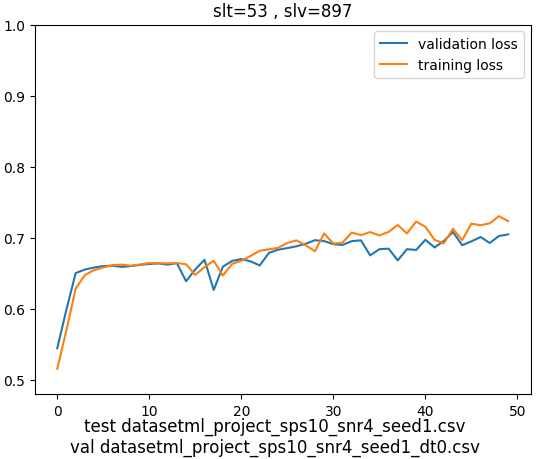 slt=53 , slv=897
validation loss
training loss
1.0
0.9
0.8
0.7
0.6
0.5
0 10 20 30 40 50
test datasetml_project_sps10_snr4_seed1.csv
val datasetml_project_sps10_snr4_seed1_dt0.csv